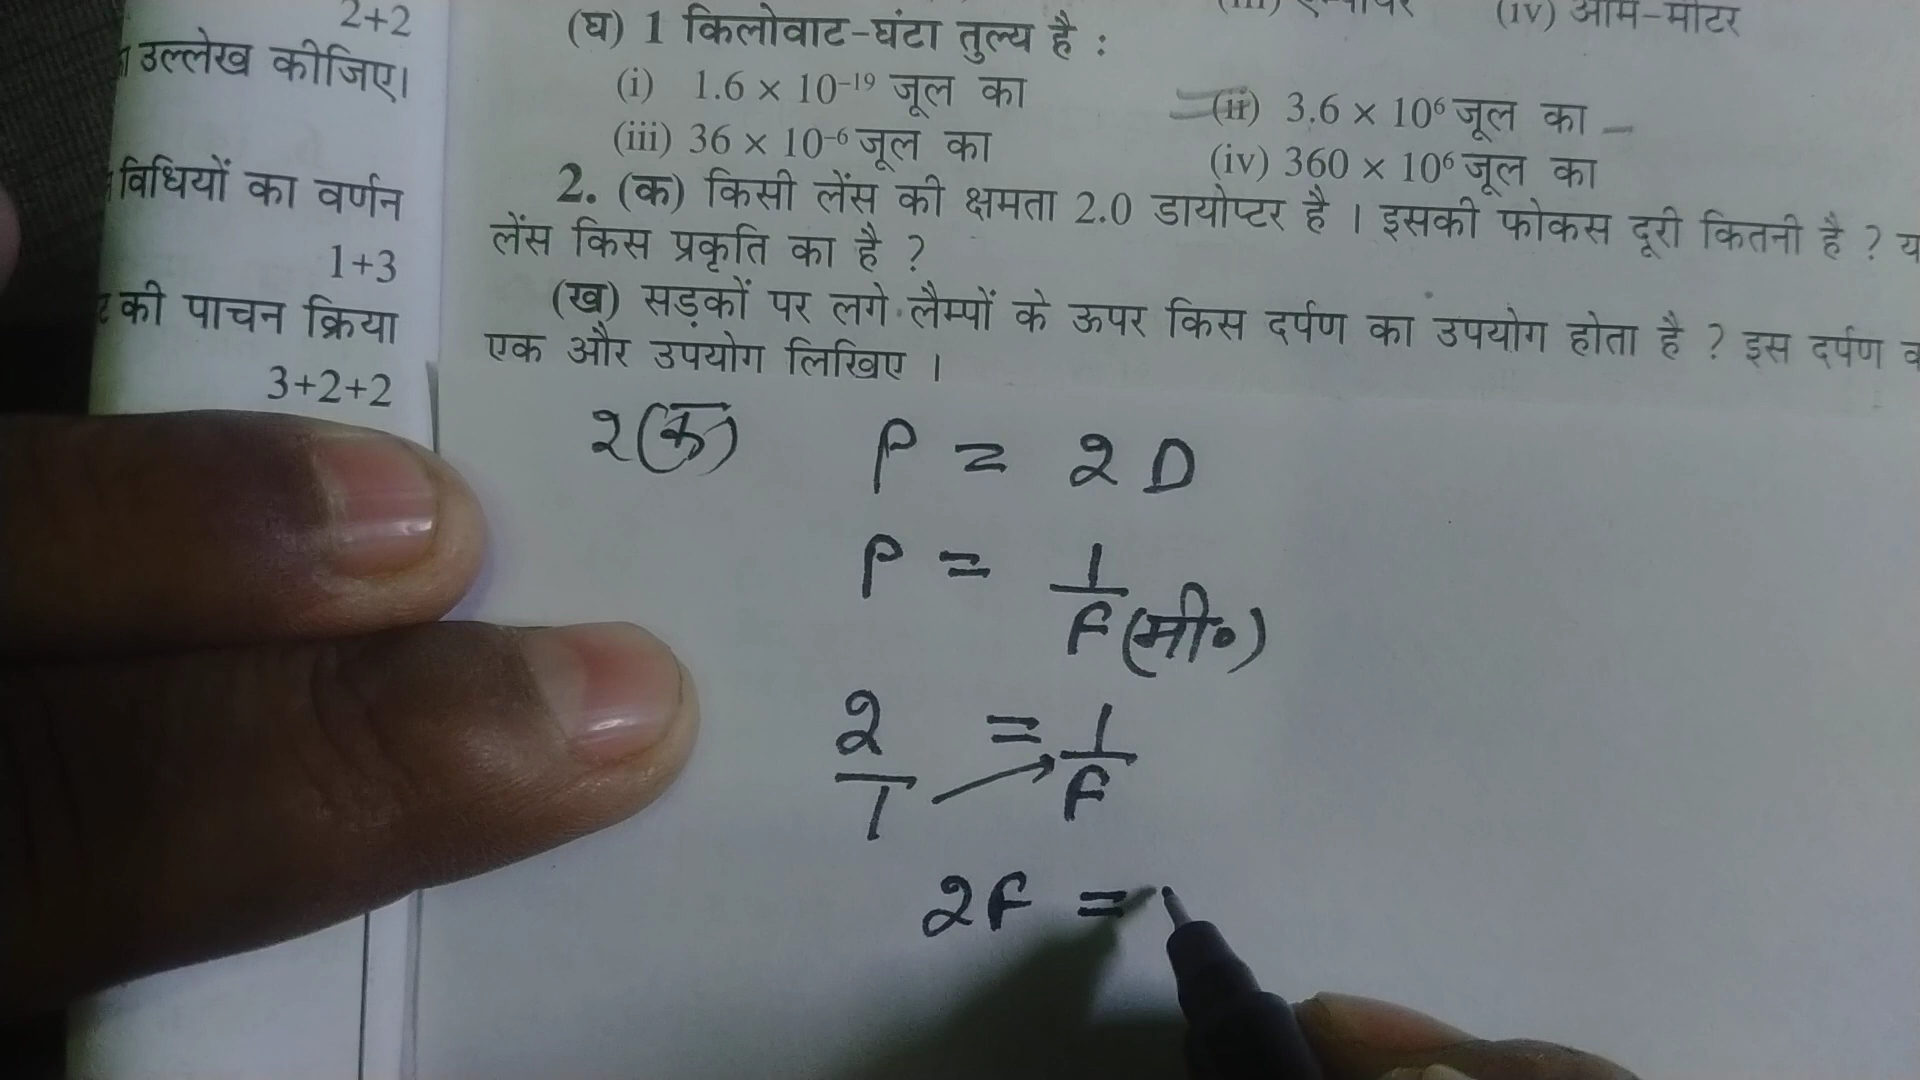 2+2
उल्लेख कीजिए।
विधियों का वर्णन
1+3
की पाचन क्रिया
3+2+2
(iv) ओम-मीटर
(घ) 1 किलोवाट-घंटा तुल्य है :
(i) 1.6 × 10⁻¹⁹ जूल का
(ii) 3.6 × 10⁶ जूल का
(iii) 36 × 10⁻⁶ जूल का
(iv) 360 × 10⁶ जूल का
2. (क) किसी लेंस की क्षमता 2.0 डायोप्टर है । इसकी फोकस दूरी कितनी है ?
लेंस किस प्रकृति का है ?
(ख) सड़कों पर लगे लैम्पों के ऊपर किस दर्पण का उपयोग होता है ? इस दर्पण
एक और उपयोग लिखिए ।
2(क) P = 2 D
P = 1/F(मी०)
2/1 = 1/F
2F =